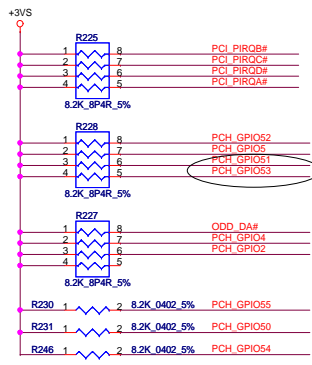 +3VS
R225
1 8 PCI_PIRQB#
2 7 PCI_PIRQC#
3 6 PCI_PIRQD#
4 5 PCI_PIRQA#
8.2K_8P4R_5%
R228
1 8 PCH_GPIO52
2 7 PCH_GPIO5
3 6 PCH_GPIO51
4 5 PCH_GPIO53
8.2K_8P4R_5%
R227
1 8 ODD_DA#
2 7 PCH_GPIO4
3 6 PCH_GPIO2
4 5
8.2K_8P4R_5%
R230 1 2 8.2K_0402_5% PCH_GPIO55
R231 1 2 8.2K_0402_5% PCH_GPIO50
R246 1 2 8.2K_0402_5% PCH_GPIO54